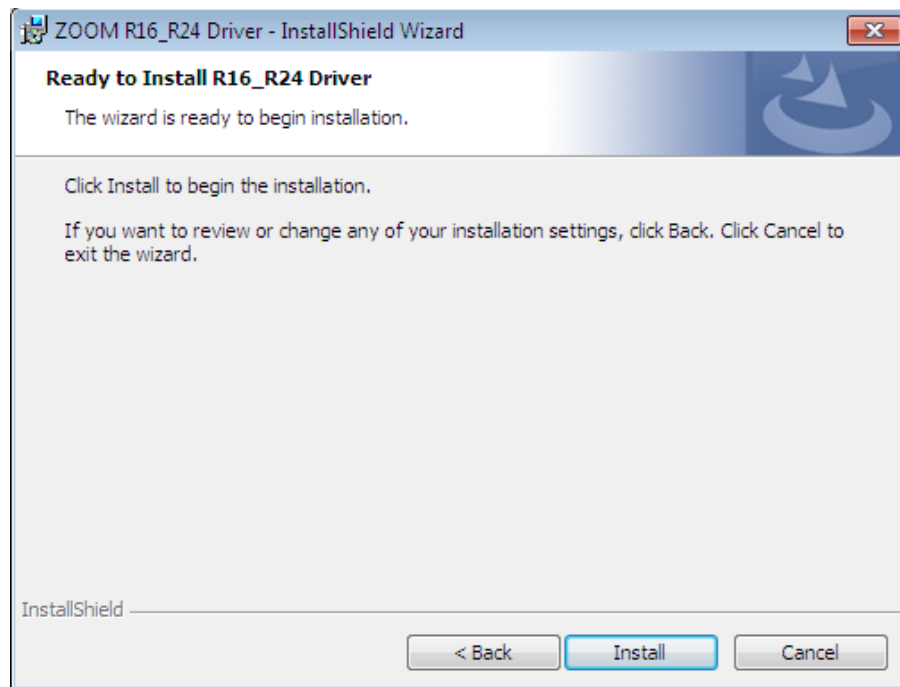 ZOOM R16_R24 Driver - InstallShield Wizard
Ready to Install R16_R24 Driver
The wizard is ready to begin installation.
Click Install to begin the installation.
If you want to review or change any of your installation settings, click Back. Click Cancel to
exit the wizard.
InstallShield
< Back Install Cancel